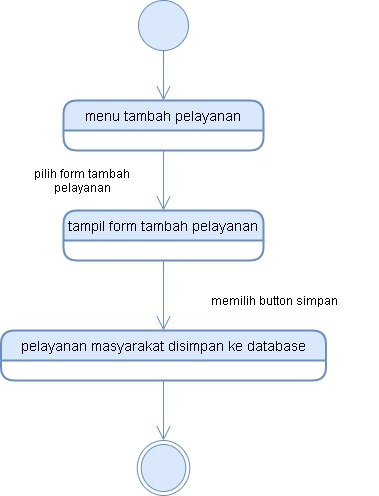 menu tambah pelayanan
pilih form tambah
pelayanan
tampil form tambah pelayanan
memilih button simpan
pelayanan masyarakat disimpan ke database